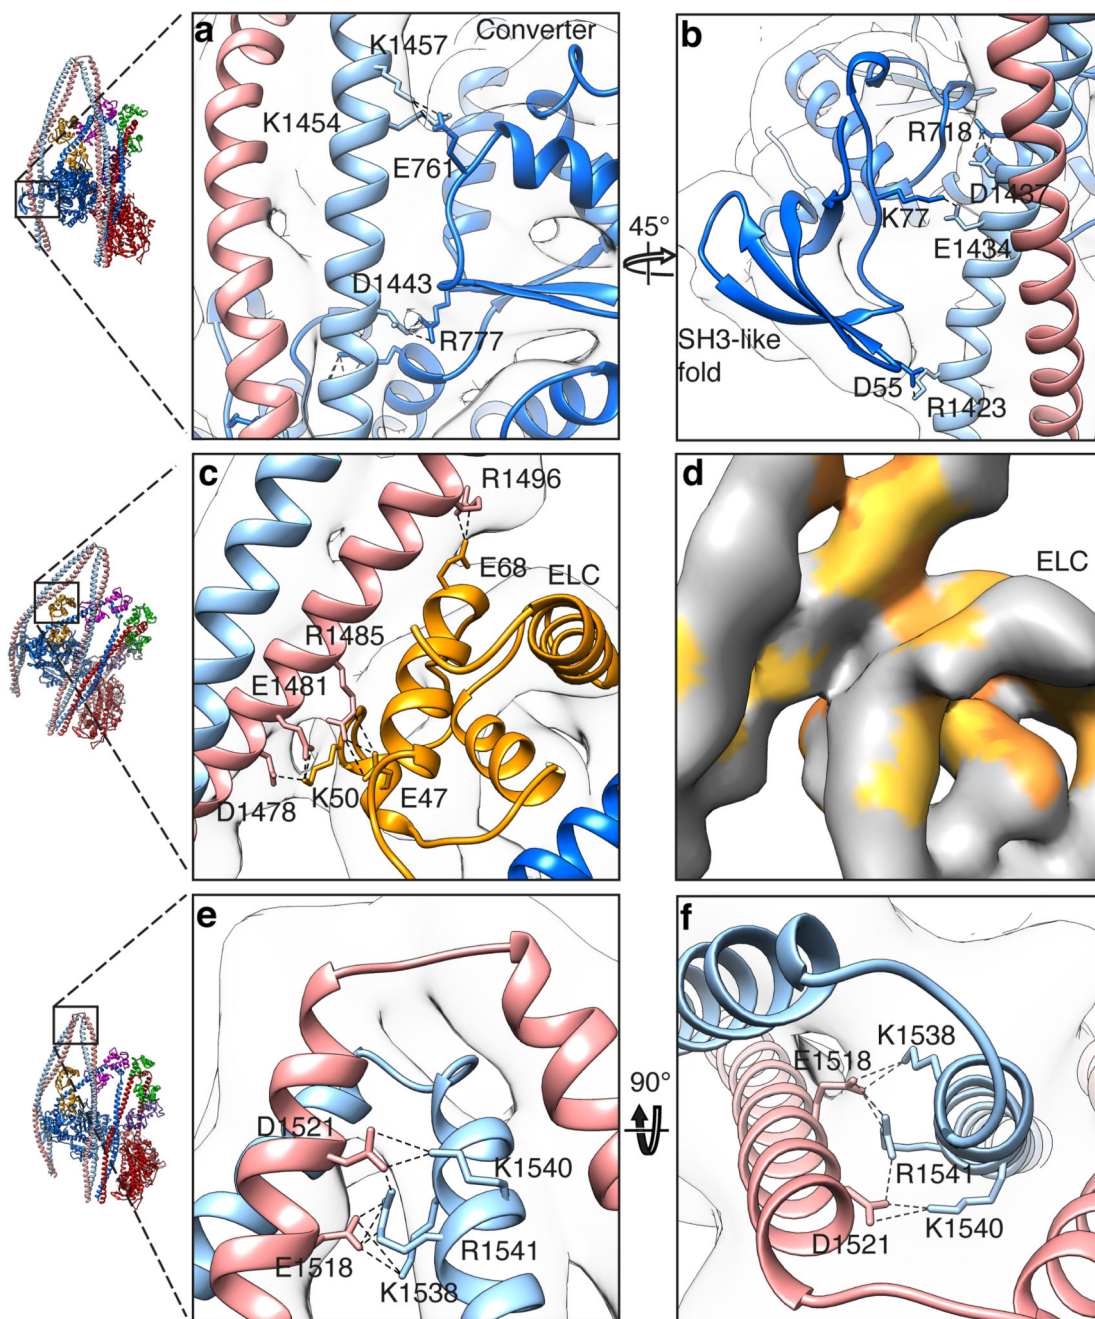 a
Converter
K1457
K1454
E761
D1443
R777
45°
b
R718
D1437
K77
E1434
SH3-like
fold
D55
R1423
c
R1496
E68
ELC
R1485
E1481
K50
E47
D1478
d
ELC
e
D1521
K1540
R1541
E1518
K1538
90°
f
K1538
E1518
R1541
K1540
D1521